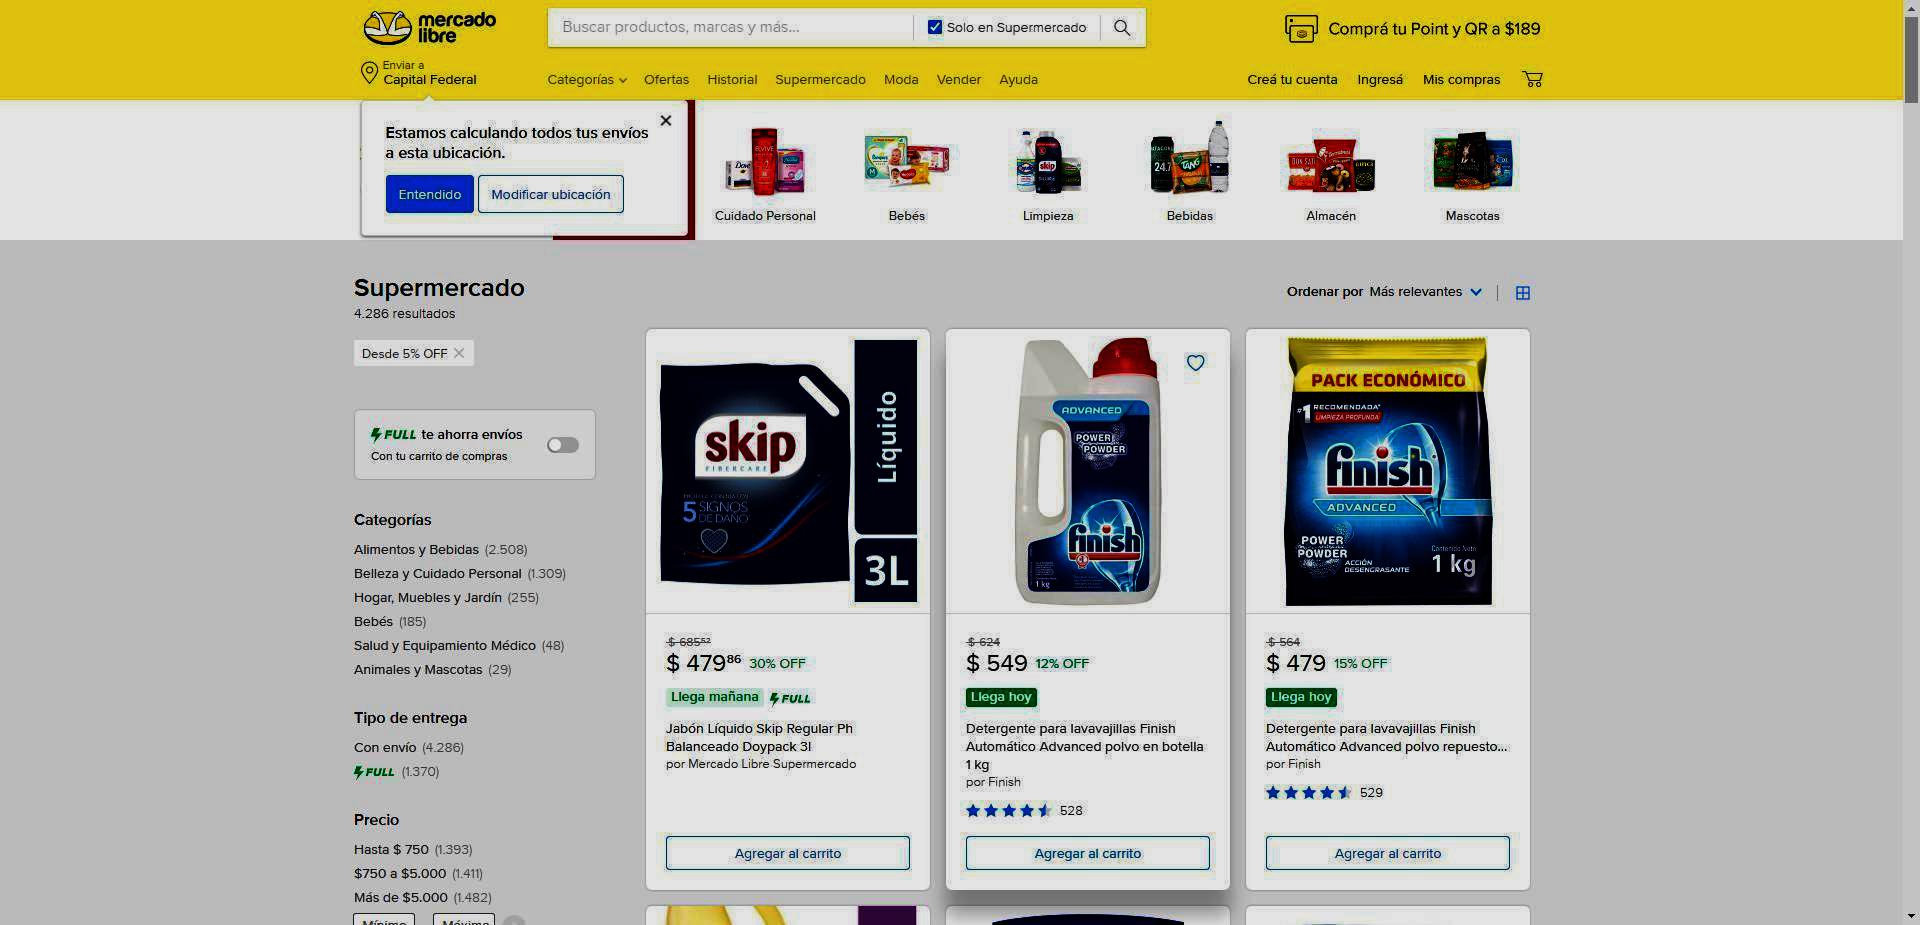 mercado
libre
Buscar productos, marcas y más...
Solo en Supermercado
Comprá tu Point y QR a $189
Enviar a
Capital Federal
Categorías
Ofertas
Historial
Supermercado
Moda
Vender
Ayuda
Creá tu cuenta
Ingresá
Mis compras
Estamos calculando todos tus envíos
a esta ubicación.
Entendido
Modificar ubicación
Cuidado Personal
Bebés
Limpieza
Bebidas
Almacén
Mascotas
Supermercado
4.286 resultados
Ordenar por Más relevantes
Desde 5% OFF
FULL te ahorra envíos
Con tu carrito de compras
Categorías
Alimentos y Bebidas (2.508)
Belleza y Cuidado Personal (1.309)
Hogar, Muebles y Jardín (255)
Bebés (185)
Salud y Equipamiento Médico (48)
Animales y Mascotas (29)
Tipo de entrega
Con envío (4.286)
FULL (1.370)
Precio
Hasta $ 750 (1.393)
$750 a $5.000 (1.411)
Más de $5.000 (1.482)
Mínimo
Máximo
skip
FIBERCARE
5 SIGNOS
DE DAÑO
Líquido
3L
$ 685⁵²
$ 479⁸⁶ 30% OFF
Llega mañana FULL
Jabón Líquido Skip Regular Ph
Balanceado Doypack 3l
por Mercado Libre Supermercado
Agregar al carrito
ADVANCED
POWER
POWDER
finish
1 kg
$ 624
$ 549 12% OFF
Llega hoy
Detergente para lavavajillas Finish
Automático Advanced polvo en botella
1 kg
por Finish
528
Agregar al carrito
PACK ECONÓMICO
#1 RECOMENDADA*
LIMPIEZA PROFUNDA
finish
ADVANCED
POWER
POWDER
ACCIÓN
DESENGRASANTE
Contenido Neto
1 kg
$ 564
$ 479 15% OFF
Llega hoy
Detergente para lavavajillas Finish
Automático Advanced polvo repuesto...
por Finish
529
Agregar al carrito